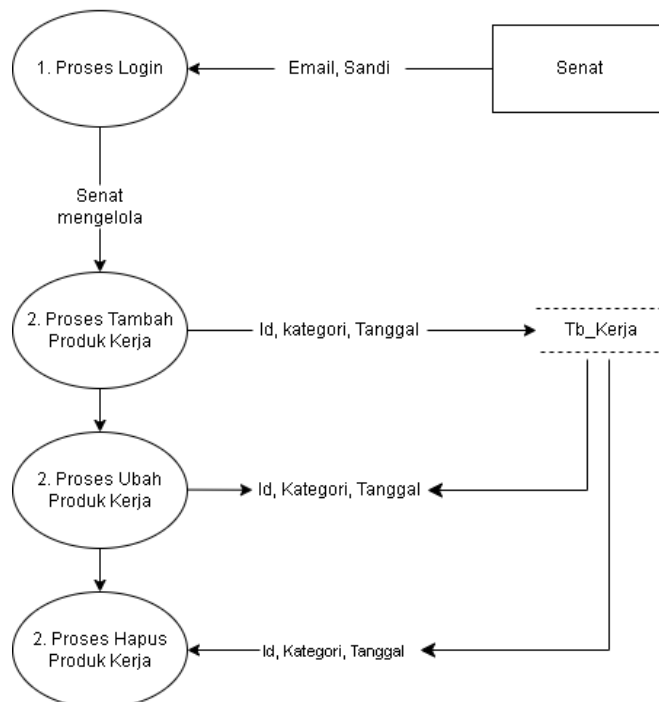 1. Proses Login
Email, Sandi
Senat
Senat
mengelola
2. Proses Tambah
Produk Kerja
Id, kategori, Tanggal
Tb_Kerja
2. Proses Ubah
Produk Kerja
Id, Kategori, Tanggal
2. Proses Hapus
Produk Kerja
Id, Kategori, Tanggal